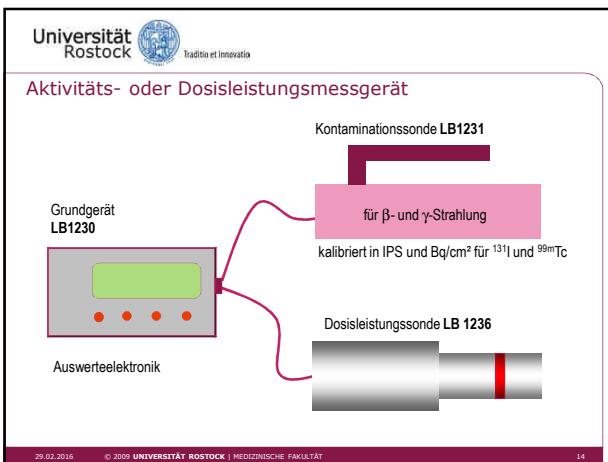 Universität
Rostock
Traditio et Innovatio
Aktivitäts- oder Dosisleistungsmessgerät
Kontaminationssonde LB1231
für β- und γ-Strahlung
Grundgerät
LB1230
kalibriert in IPS und Bq/cm² für ¹³¹I und ⁹⁹ᵐTc
Dosisleistungssonde LB 1236
Auswerteelektronik
29.02.2016 © 2009 UNIVERSITÄT ROSTOCK | MEDIZINISCHE FAKULTÄT 14